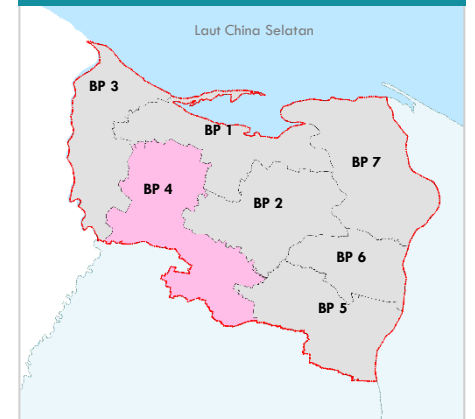 Laut China Selatan
BP 3
BP 1
BP 7
BP 4
BP 2
BP 6
BP 5